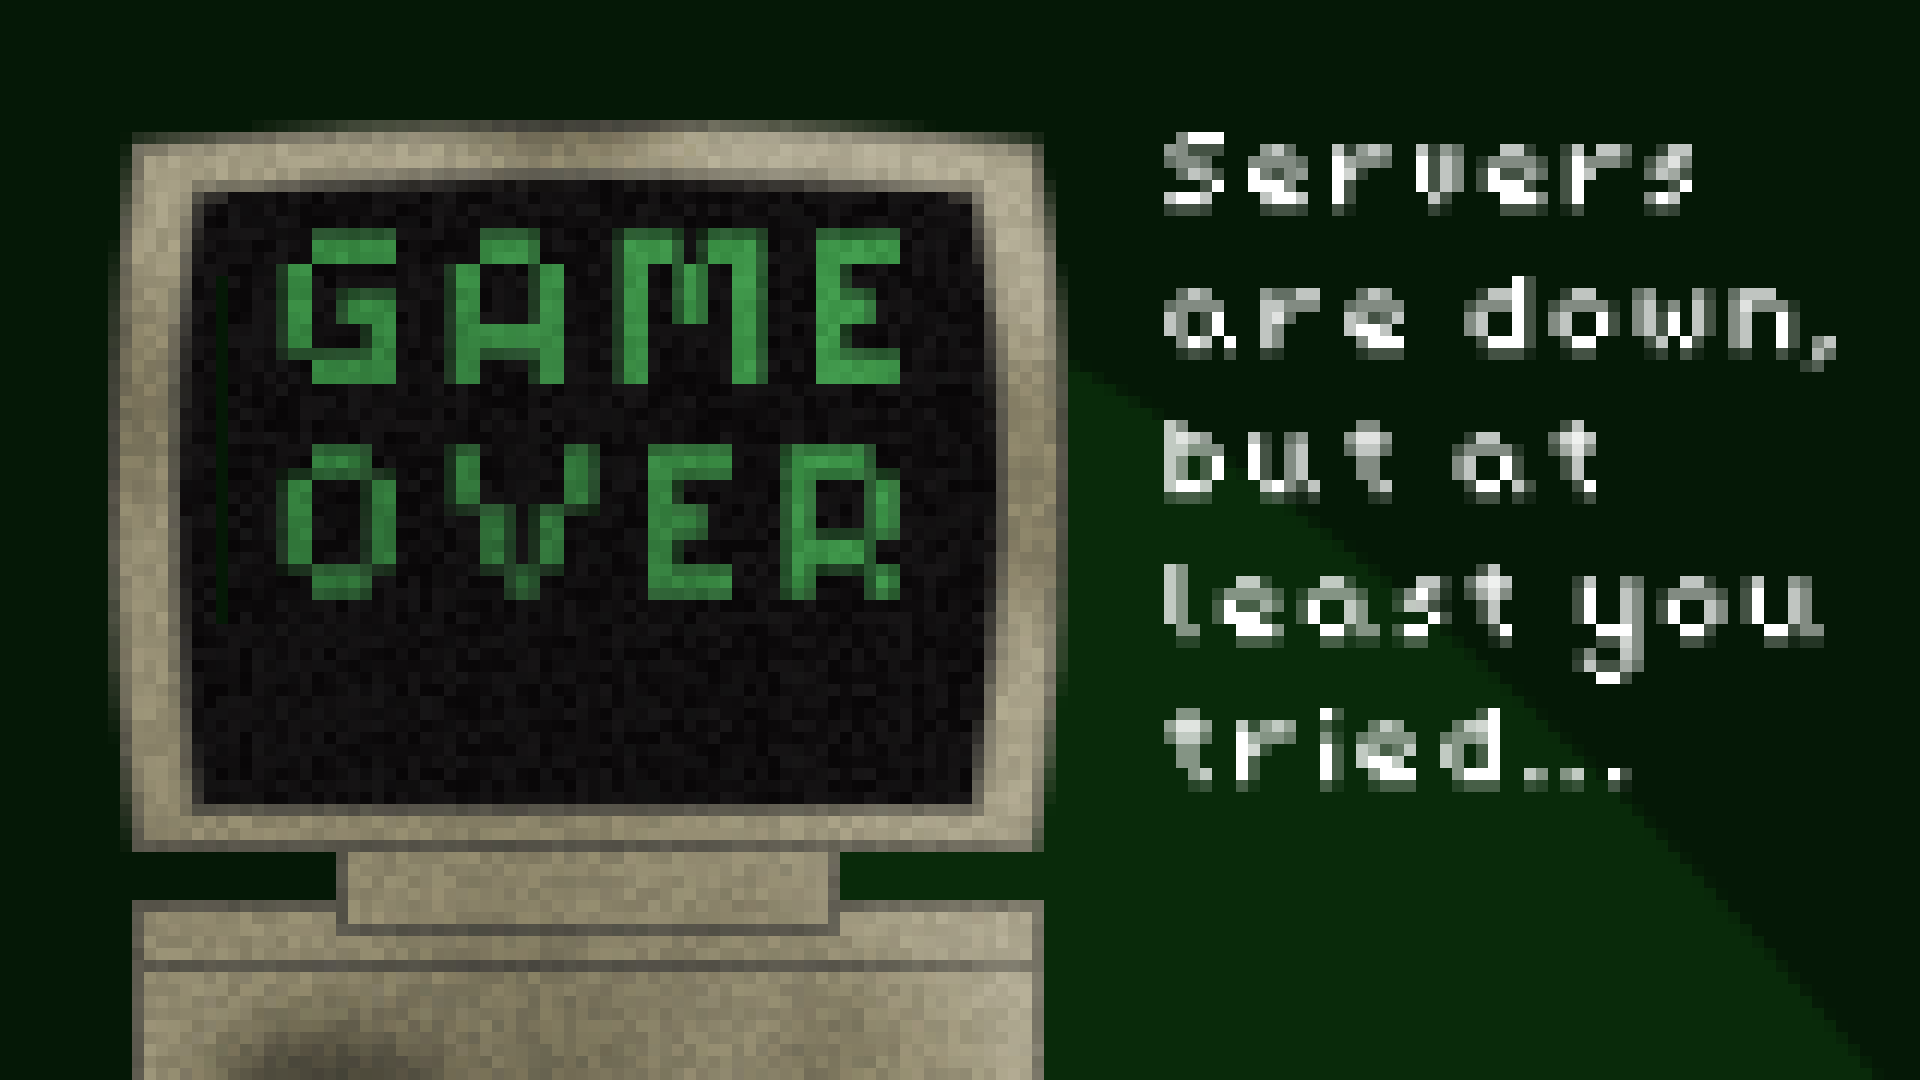 GAME
OVER
Servers
are down,
but at
least you
tried...